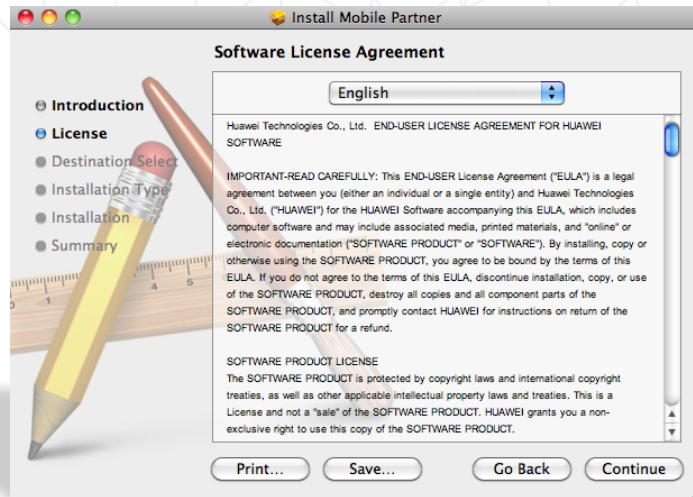 Install Mobile Partner
Software License Agreement
Introduction
License
Destination Select
Installation Type
Installation
Summary
English
Huawei Technologies Co., Ltd. END-USER LICENSE AGREEMENT FOR HUAWEI
SOFTWARE
IMPORTANT-READ CAREFULLY: This END-USER License Agreement ("EULA") is a legal
agreement between you (either an individual or a single entity) and Huawei Technologies
Co., Ltd. ("HUAWEI") for the HUAWEI Software accompanying this EULA, which includes
computer software and may include associated media, printed materials, and "online" or
electronic documentation ("SOFTWARE PRODUCT" or "SOFTWARE"). By installing, copy or
otherwise using the SOFTWARE PRODUCT, you agree to be bound by the terms of this
EULA. If you do not agree to the terms of this EULA, discontinue installation, copy, or use
of the SOFTWARE PRODUCT, destroy all copies and all component parts of the
SOFTWARE PRODUCT, and promptly contact HUAWEI for instructions on return of the
SOFTWARE PRODUCT for a refund.
SOFTWARE PRODUCT LICENSE
The SOFTWARE PRODUCT is protected by copyright laws and international copyright
treaties, as well as other applicable intellectual property laws and treaties. This is a
License and not a "sale" of the SOFTWARE PRODUCT. HUAWEI grants you a non-
exclusive right to use this copy of the SOFTWARE PRODUCT.
Print... Save... Go Back Continue
0 1 4 5